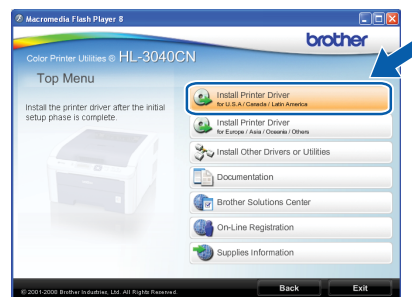 Macromedia Flash Player 8
brother
Color Printer Utilities © HL-3040CN
Top Menu
Install the printer driver after the initial
setup phase is complete.
Install Printer Driver
for U.S.A / Canada / Latin America
Install Printer Driver
for Europe / Asia / Oceania / Others
Install Other Drivers or Utilities
Documentation
Brother Solutions Center
On-Line Registration
Supplies Information
© 2001-2008 Brother Industries, Ltd. All Rights Reserved.
Back
Exit